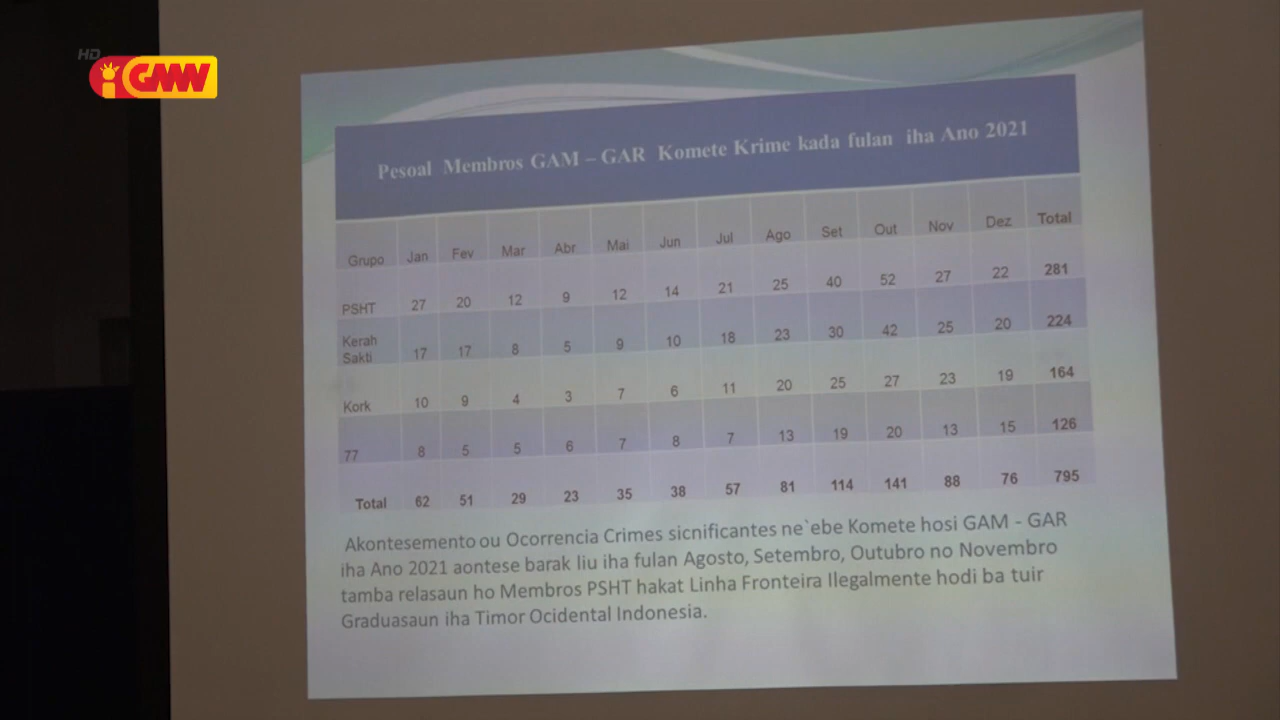 HD
GMN
Pesoal Membros GAM – GAR Komete Krime kada fulan iha Ano 2021
Grupo Jan Fev Mar Abr Mai Jun Jul Ago Set Out Nov Dez Total
PSHT 27 20 12 9 12 14 21 25 40 52 27 22 281
Kerah Sakti 17 17 8 5 9 10 18 23 30 42 25 20 224
Kork 10 9 4 3 7 6 11 20 25 27 23 19 164
77 8 5 5 6 7 8 7 13 19 20 13 15 126
Total 62 51 29 23 35 38 57 81 114 141 88 76 795
Akontesemento ou Ocorrencia Crimes sicnificantes ne`ebe Komete hosi GAM - GAR
iha Ano 2021 aontese barak liu iha fulan Agosto, Setembro, Outubro no Novembro
tamba relasaun ho Membros PSHT hakat Linha Fronteira Ilegalmente hodi ba tuir
Graduasaun iha Timor Ocidental Indonesia.